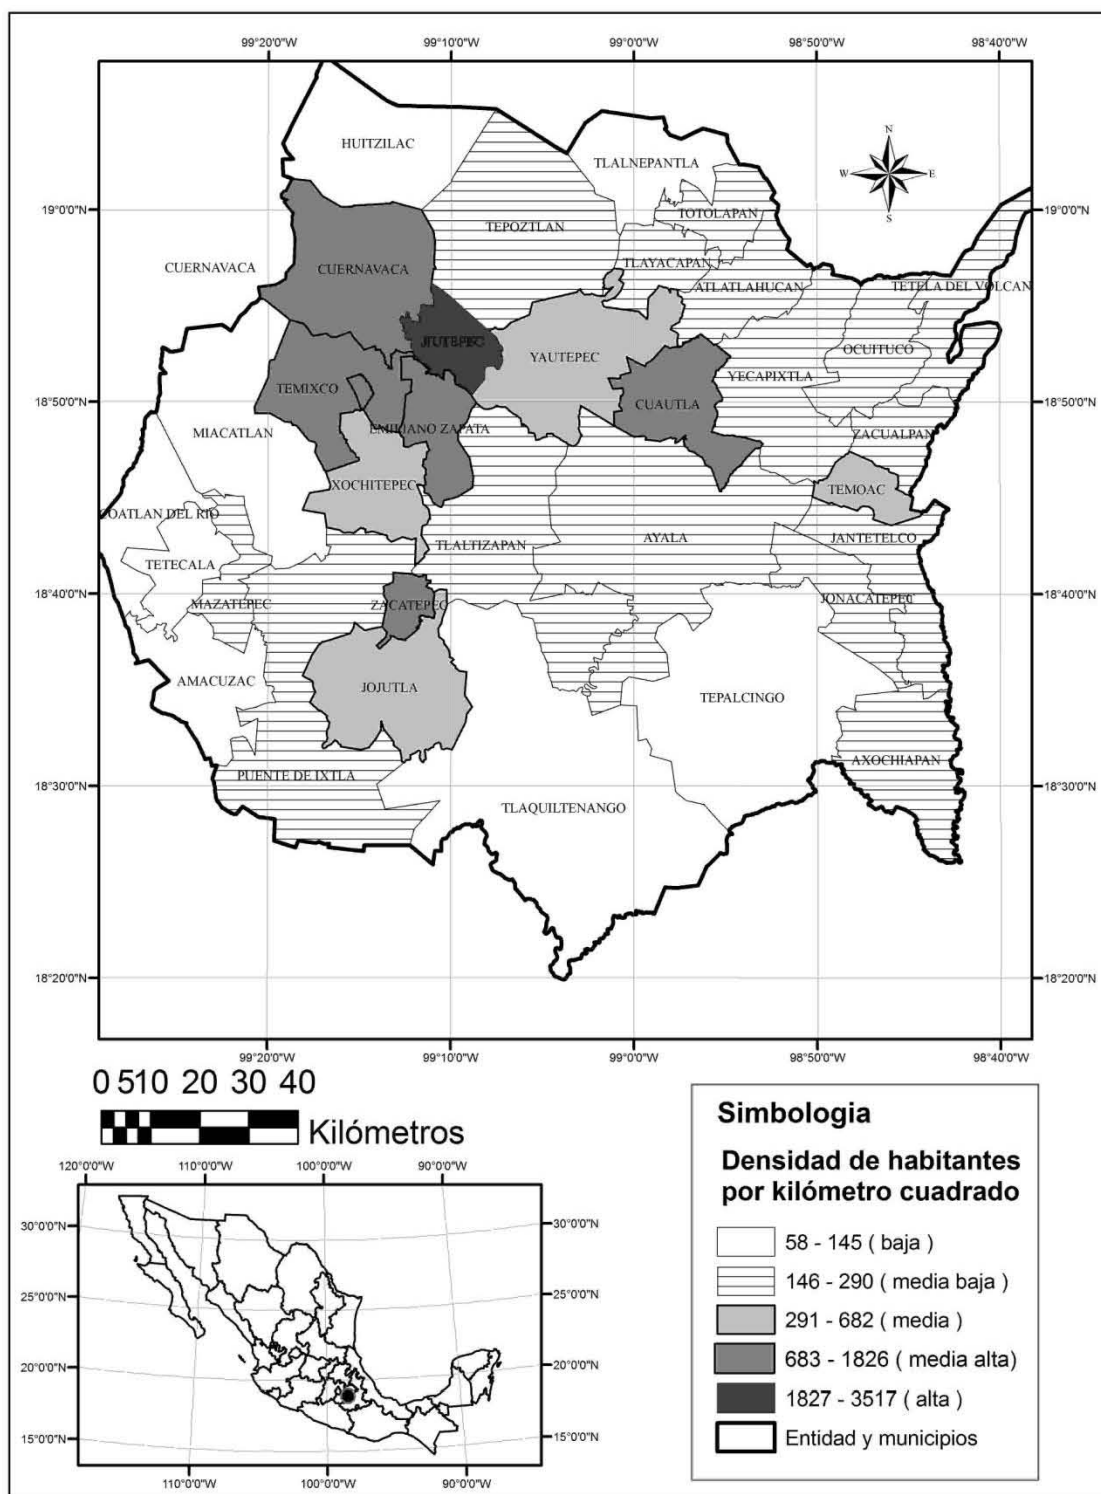 99°20'0"W 99°10'0"W 99°0'0"W 98°50'0"W 98°40'0"W
HUITZILAC
N
TLALNEPANTLA
W E
S
19°0'0"N 19°0'0"N
TOTOLAPAN
TEPOZTLAN
CUERNAVACA CUERNAVACA
TLAYACAPAN
ATLATLAHUCAN TETELA DEL VOLCAN
JIUTEPEC
OCUITUCO
YAUTEPEC
YECAPIXTLA
TEMIXCO
18°50'0"N 18°50'0"N
CUAUTLA
EMILIANO ZAPATA
MIACATLAN
ZACUALPAN
XOCHITEPEC TEMOAC
COATLAN DEL RIO
TLALTIZAPAN AYALA JANTETELCO
TETECALA
18°40'0"N 18°40'0"N
MAZATEPEC ZACATEPEC JONACATEPEC
AMACUZAC
JOJUTLA
TEPALCINGO
AXOCHIAPAN
PUENTE DE IXTLA
18°30'0"N 18°30'0"N
TLAQUILTENANGO
18°20'0"N 18°20'0"N
99°20'0"W 99°10'0"W 99°0'0"W 98°50'0"W 98°40'0"W
0 510 20 30 40
Kilómetros
120°0'0"W 110°0'0"W 100°0'0"W 90°0'0"W
30°0'0"N 30°0'0"N
25°0'0"N 25°0'0"N
20°0'0"N 20°0'0"N
15°0'0"N 15°0'0"N
110°0'0"W 100°0'0"W 90°0'0"W
Simbologia
Densidad de habitantes
por kilómetro cuadrado
58 - 145 ( baja )
146 - 290 ( media baja )
291 - 682 ( media )
683 - 1826 ( media alta)
1827 - 3517 ( alta )
Entidad y municipios